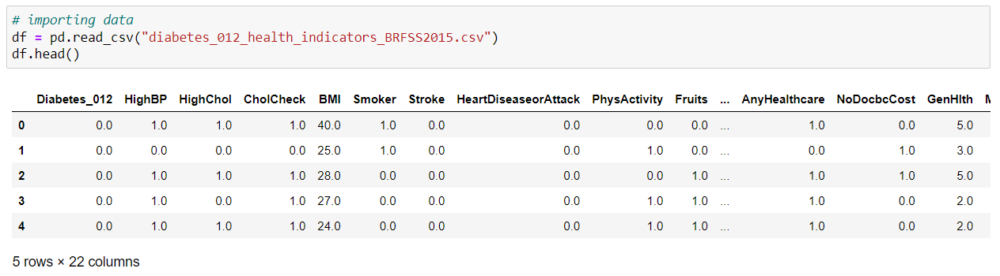 # importing data
df = pd.read_csv("diabetes_012_health_indicators_BRFSS2015.csv")
df.head()
Diabetes_012 HighBP HighChol CholCheck BMI Smoker Stroke HeartDiseaseorAttack PhysActivity Fruits ... AnyHealthcare NoDocbcCost GenHlth M
0 0.0 1.0 1.0 1.0 40.0 1.0 0.0 0.0 0.0 0.0 ... 1.0 0.0 5.0
1 0.0 0.0 0.0 0.0 25.0 1.0 0.0 0.0 1.0 0.0 ... 0.0 1.0 3.0
2 0.0 1.0 1.0 1.0 28.0 0.0 0.0 0.0 0.0 1.0 ... 1.0 1.0 5.0
3 0.0 1.0 0.0 1.0 27.0 0.0 0.0 0.0 1.0 1.0 ... 1.0 0.0 2.0
4 0.0 1.0 1.0 1.0 24.0 0.0 0.0 0.0 1.0 1.0 ... 1.0 0.0 2.0
5 rows × 22 columns